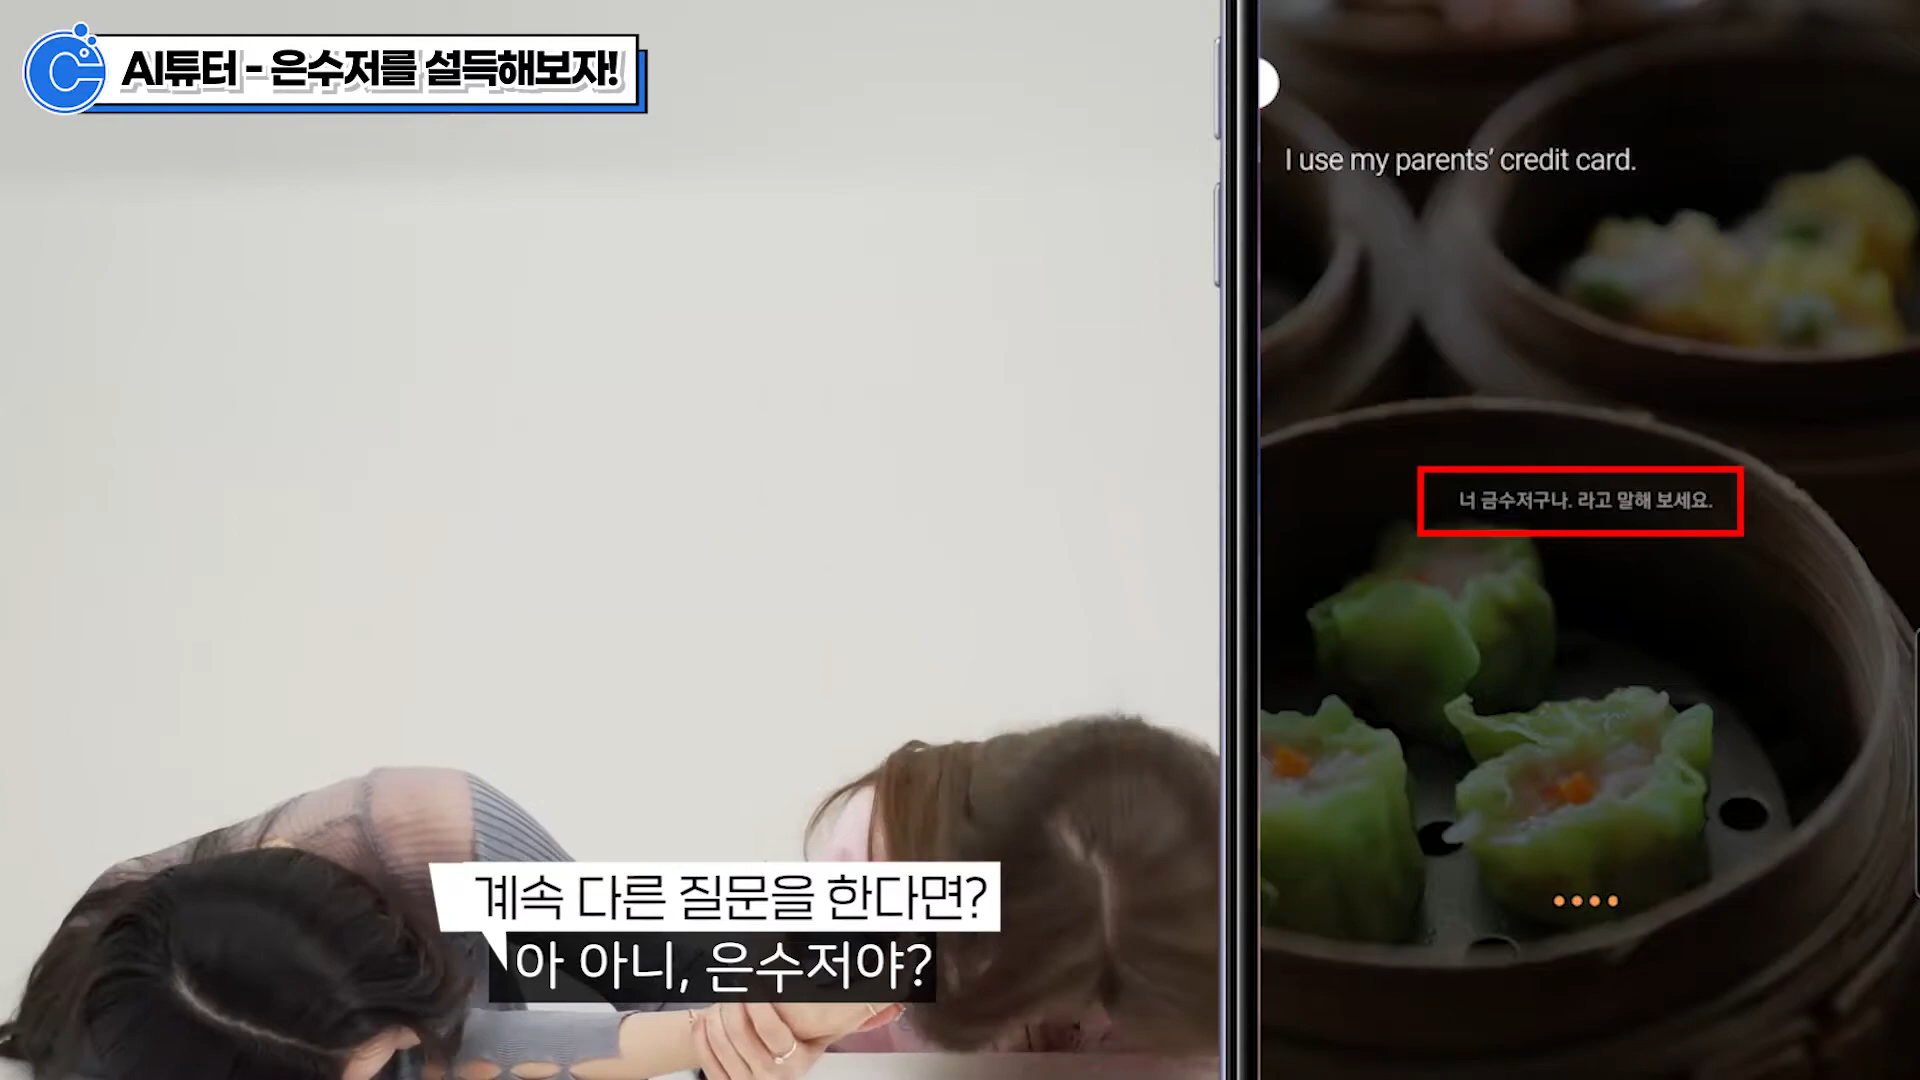 AI튜터 - 은수저를 설득해보자!
I use my parents’ credit card.
너 금수저구나. 라고 말해 보세요.
계속 다른 질문을 한다면?
아 아니, 은수저야?